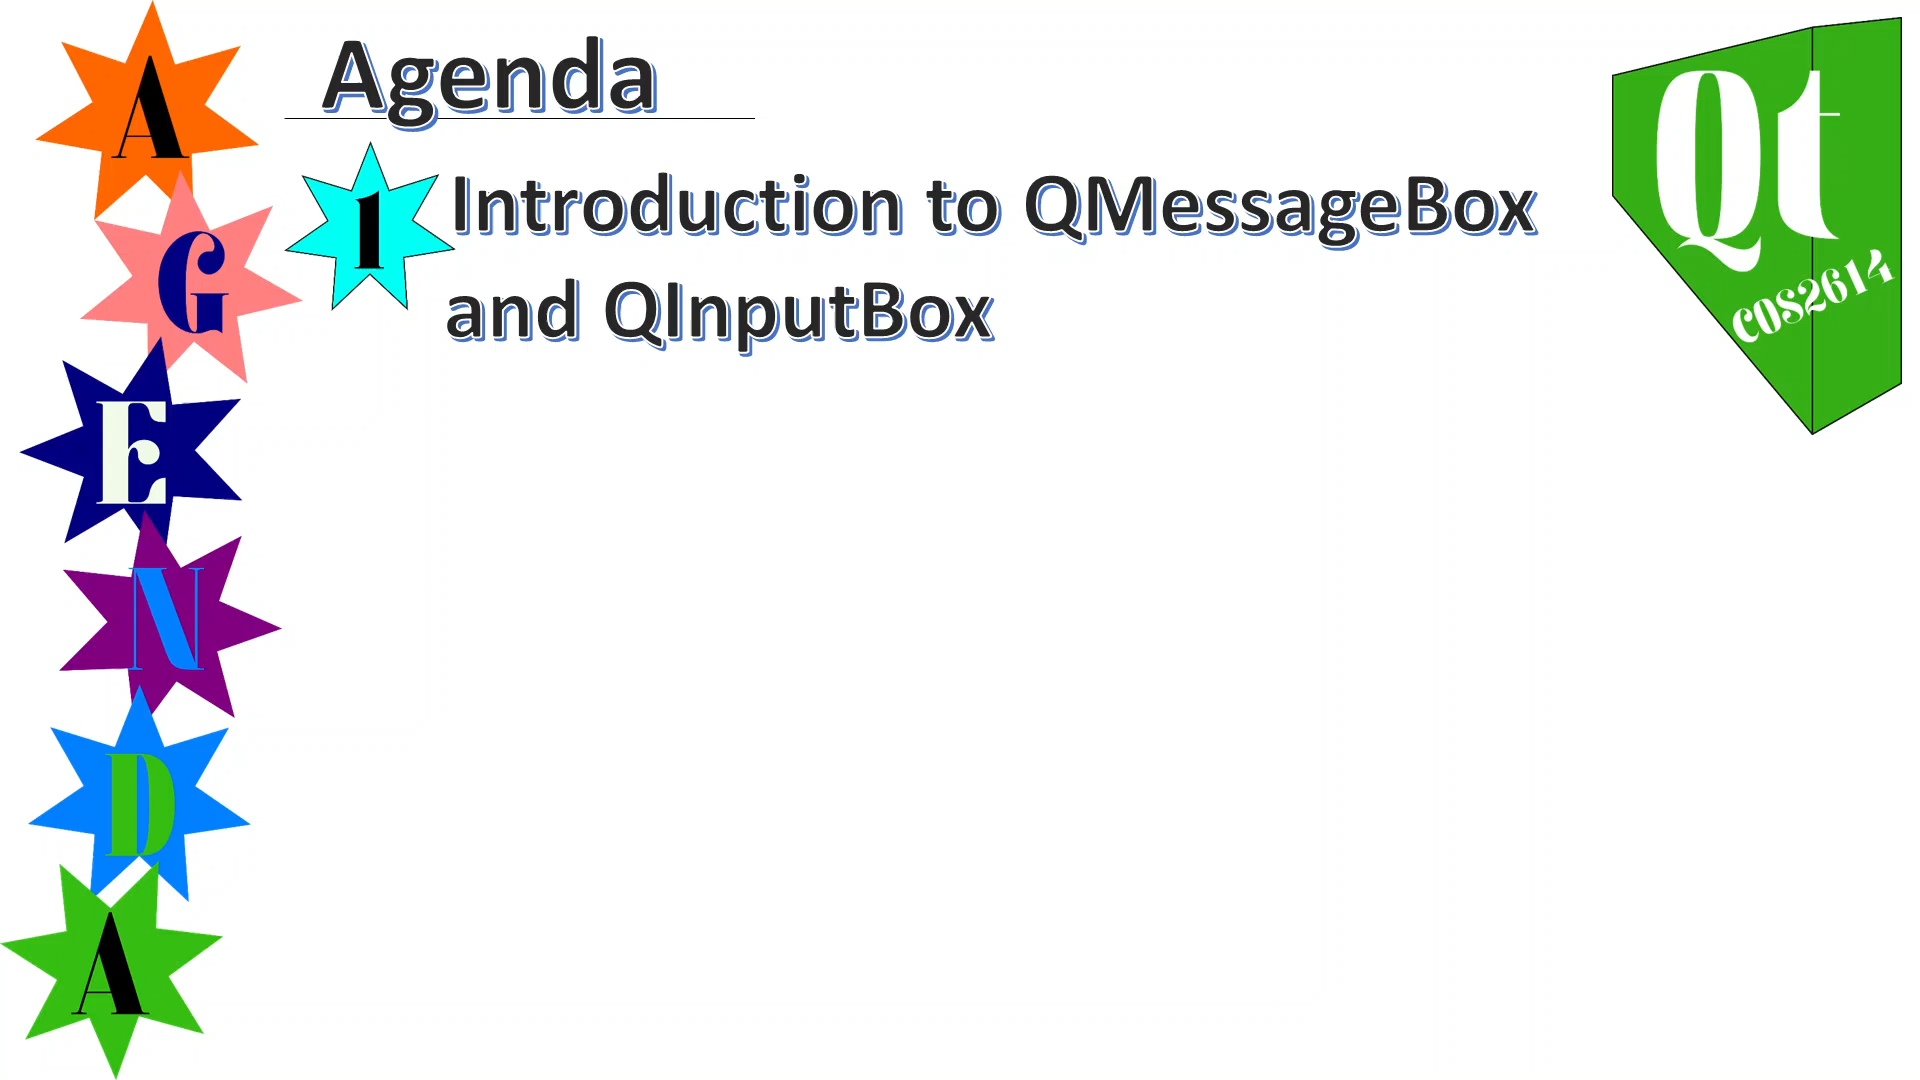 A
G
E
N
D
A
Agenda
1 Introduction to QMessageBox
and QInputBox
Qt
COS2614